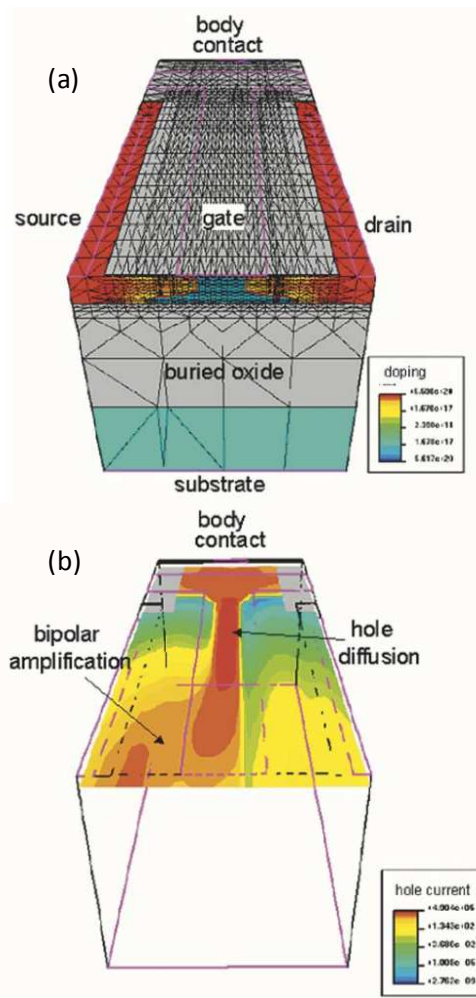 body
contact
(a)
source
gate
drain
buried oxide
doping
substrate
body
contact
(b)
bipolar
amplification
hole
diffusion
hole current